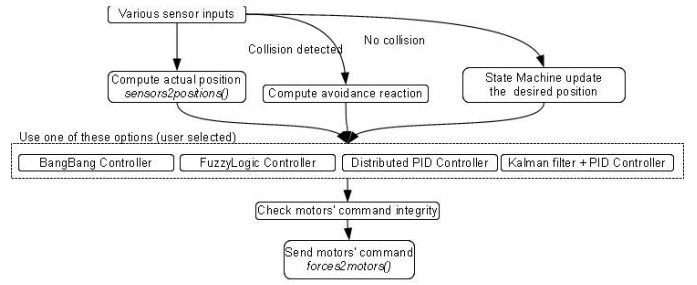 Various sensor inputs
Collision detected
No collision
Compute actual position
sensors2positions()
Compute avoidance reaction
State Machine update
the desired position
Use one of these options (user selected)
BangBang Controller
FuzzyLogic Controller
Distributed PID Controller
Kalman filter + PID Controller
Check motors' command integrity
Send motors' command
forces2motors()